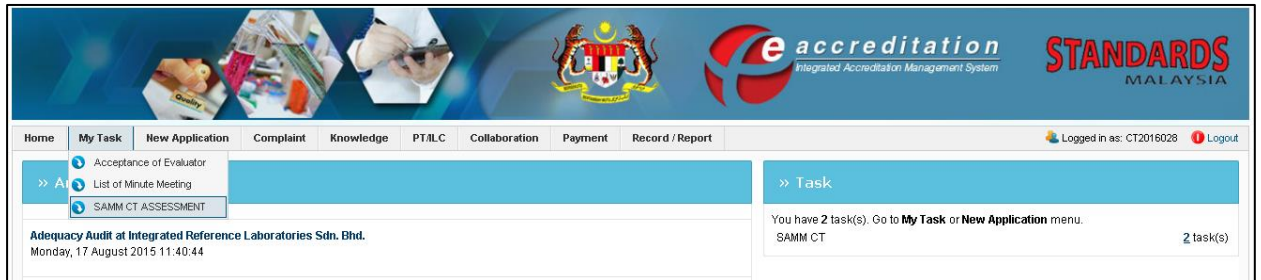 Quality
e accreditation
Integrated Accreditation Management System
STANDARDS
MALAYSIA
Home My Task New Application Complaint Knowledge PT/ILC Collaboration Payment Record / Report Logged in as: CT2016028 Logout
Acceptance of Evaluator
List of Minute Meeting
SAMM CT ASSESSMENT
» Task
You have 2 task(s). Go to My Task or New Application menu.
SAMM CT 2 task(s)
Adequacy Audit at Integrated Reference Laboratories Sdn. Bhd.
Monday, 17 August 2015 11:40:44